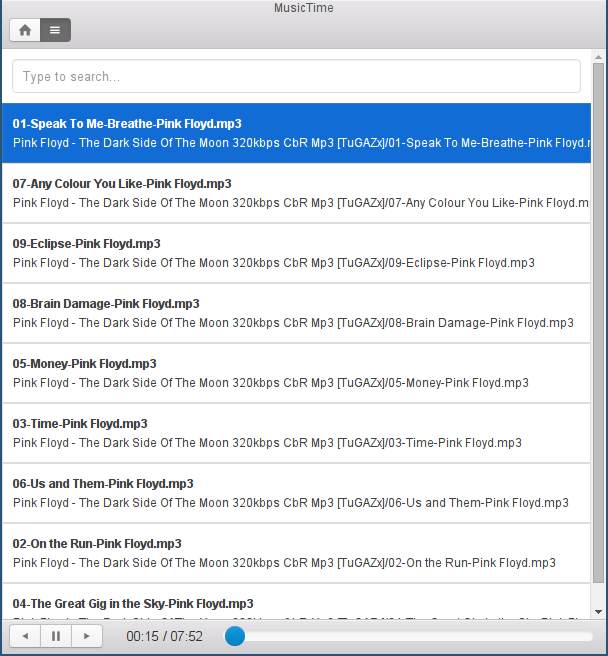 MusicTime
Type to search...
01-Speak To Me-Breathe-Pink Floyd.mp3
Pink Floyd - The Dark Side Of The Moon 320kbps CbR Mp3 [TuGAZx]/01-Speak To Me-Breathe-Pink Floyd.
07-Any Colour You Like-Pink Floyd.mp3
Pink Floyd - The Dark Side Of The Moon 320kbps CbR Mp3 [TuGAZx]/07-Any Colour You Like-Pink Floyd.m
09-Eclipse-Pink Floyd.mp3
Pink Floyd - The Dark Side Of The Moon 320kbps CbR Mp3 [TuGAZx]/09-Eclipse-Pink Floyd.mp3
08-Brain Damage-Pink Floyd.mp3
Pink Floyd - The Dark Side Of The Moon 320kbps CbR Mp3 [TuGAZx]/08-Brain Damage-Pink Floyd.mp3
05-Money-Pink Floyd.mp3
Pink Floyd - The Dark Side Of The Moon 320kbps CbR Mp3 [TuGAZx]/05-Money-Pink Floyd.mp3
03-Time-Pink Floyd.mp3
Pink Floyd - The Dark Side Of The Moon 320kbps CbR Mp3 [TuGAZx]/03-Time-Pink Floyd.mp3
06-Us and Them-Pink Floyd.mp3
Pink Floyd - The Dark Side Of The Moon 320kbps CbR Mp3 [TuGAZx]/06-Us and Them-Pink Floyd.mp3
02-On the Run-Pink Floyd.mp3
Pink Floyd - The Dark Side Of The Moon 320kbps CbR Mp3 [TuGAZx]/02-On the Run-Pink Floyd.mp3
04-The Great Gig in the Sky-Pink Floyd.mp3
00:15 / 07:52